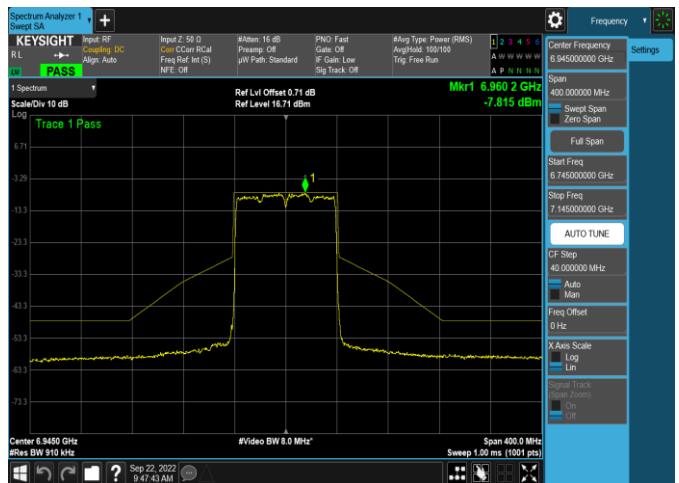 Spectrum Analyzer 1
Swept SA
+
Frequency
KEYSIGHT
Input: RF
Input Z: 50 Ω
#Atten: 16 dB
PNO: Fast
#Avg Type: Power (RMS)
1 2 3 4 5 6
R L
Coupling: DC
Corr CCorr RCal
Preamp: Off
Gate: Off
Avg|Hold: 100/100
A W W W W W
Align: Auto
Freq Ref: Int (S)
µW Path: Standard
IF Gain: Low
Trig: Free Run
LW
PASS
NFE: Off
Sig Track: Off
A P N N N N
1 Spectrum
Ref Lvl Offset 0.71 dB
Mkr1 6.960 2 GHz
Scale/Div 10 dB
Ref Level 16.71 dBm
-7.815 dBm
Log
Trace 1 Pass
6.71
-3.29
1
-13.3
-23.3
-33.3
-43.3
-53.3
-63.3
-73.3
Center 6.9450 GHz
#Video BW 8.0 MHz*
Span 400.0 MHz
#Res BW 910 kHz
Sweep 1.00 ms (1001 pts)
Sep 22, 2022
9:47:43 AM
?
Center Frequency
6.945000000 GHz
Settings
Span
400.000000 MHz
Swept Span
Zero Span
Full Span
Start Freq
6.745000000 GHz
Stop Freq
7.145000000 GHz
AUTO TUNE
CF Step
40.000000 MHz
Auto
Man
Freq Offset
0 Hz
X Axis Scale
Log
Lin
Signal Track
(Span Zoom)
On
Off